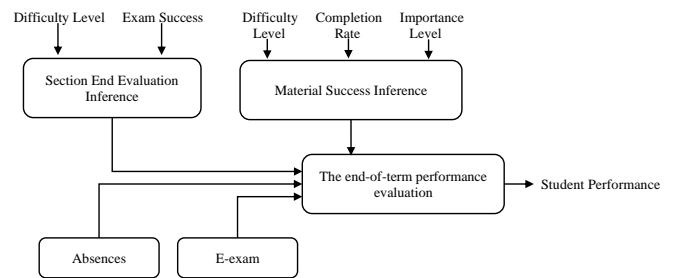 Difficulty Level
Exam Success
Difficulty
Level
Completion
Rate
Importance
Level
Section End Evaluation
Inference
Material Success Inference
The end-of-term performance
evaluation
Student Performance
Absences
E-exam